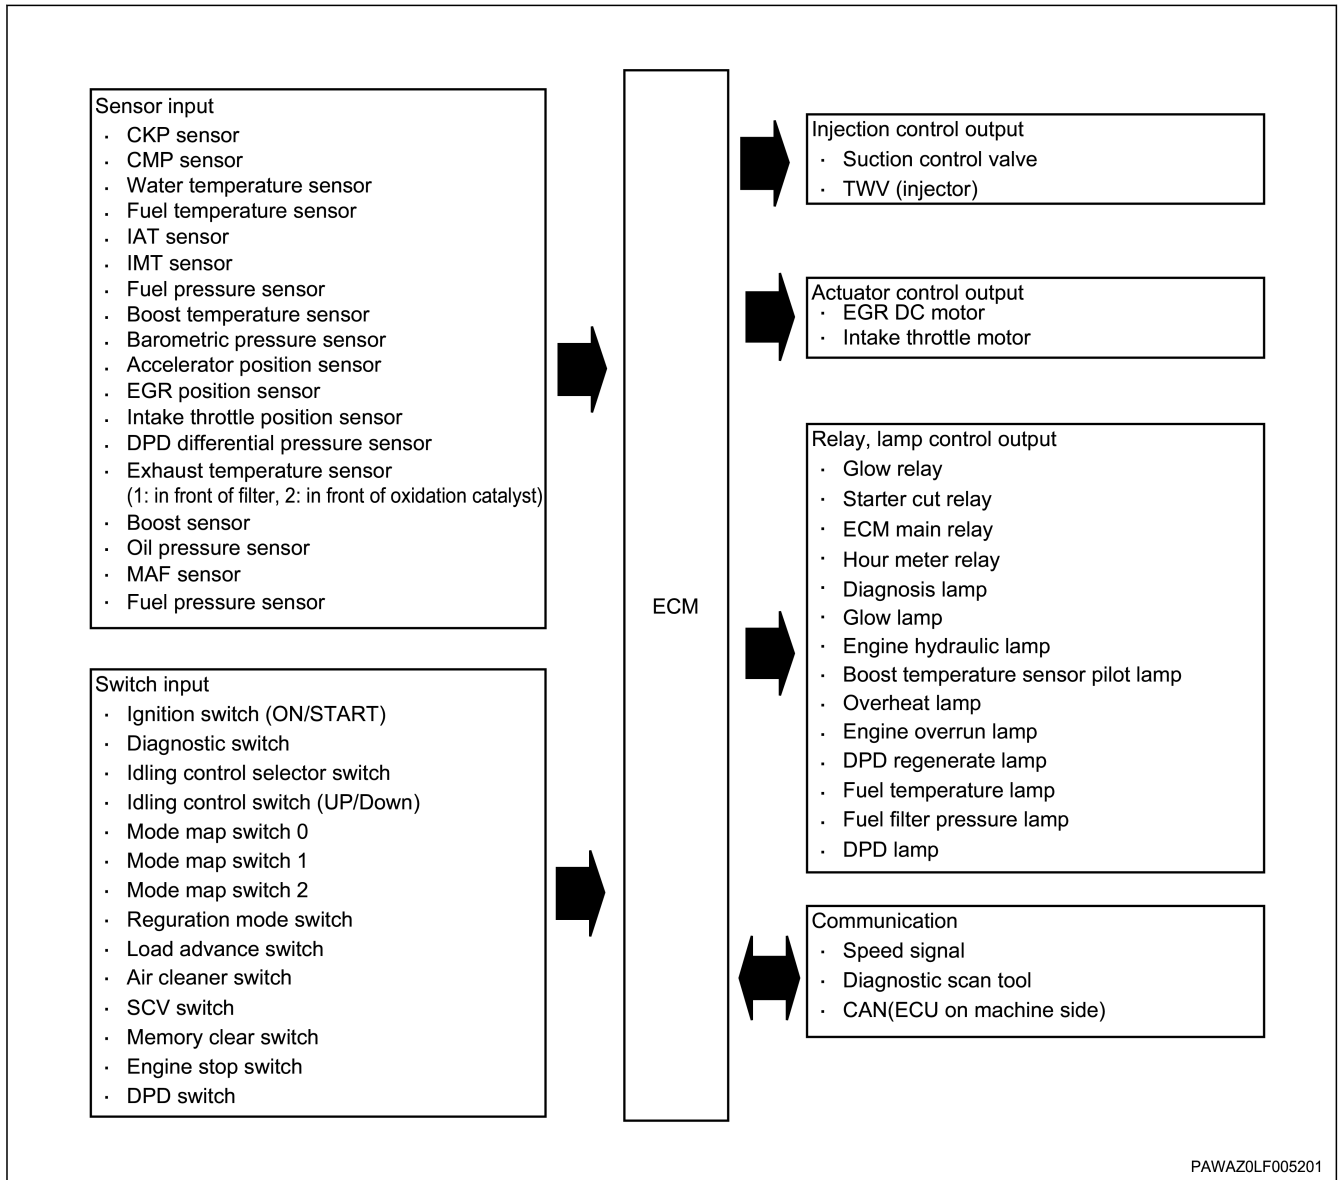 Sensor input
· CKP sensor
· CMP sensor
· Water temperature sensor
· Fuel temperature sensor
· IAT sensor
· IMT sensor
· Fuel pressure sensor
· Boost temperature sensor
· Barometric pressure sensor
· Accelerator position sensor
· EGR position sensor
· Intake throttle position sensor
· DPD differential pressure sensor
· Exhaust temperature sensor
(1: in front of filter, 2: in front of oxidation catalyst)
· Boost sensor
· Oil pressure sensor
· MAF sensor
· Fuel pressure sensor
Switch input
· Ignition switch (ON/START)
· Diagnostic switch
· Idling control selector switch
· Idling control switch (UP/Down)
· Mode map switch 0
· Mode map switch 1
· Mode map switch 2
· Reguration mode switch
· Load advance switch
· Air cleaner switch
· SCV switch
· Memory clear switch
· Engine stop switch
· DPD switch
ECM
Injection control output
· Suction control valve
· TWV (injector)
Actuator control output
· EGR DC motor
· Intake throttle motor
Relay, lamp control output
· Glow relay
· Starter cut relay
· ECM main relay
· Hour meter relay
· Diagnosis lamp
· Glow lamp
· Engine hydraulic lamp
· Boost temperature sensor pilot lamp
· Overheat lamp
· Engine overrun lamp
· DPD regenerate lamp
· Fuel temperature lamp
· Fuel filter pressure lamp
· DPD lamp
Communication
· Speed signal
· Diagnostic scan tool
· CAN(ECU on machine side)
PAWAZ0LF005201